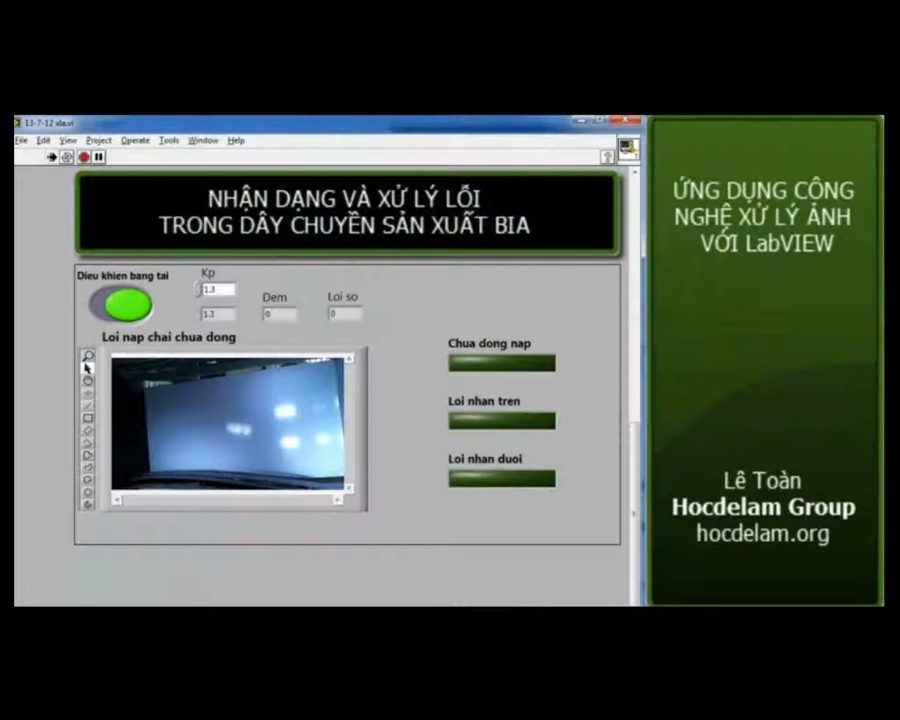 13-7-12 sla.vi
File Edit View Project Operate Tools Window Help
NHẬN DẠNG VÀ XỬ LÝ LỖI
TRONG DÂY CHUYỀN SẢN XUẤT BIA
Dieu khien bang tai
Kp
1.3
1.3
Dem
0
Loi so
0
Loi nap chai chua dong
Chua dong nap
Loi nhan tren
Loi nhan duoi
ỨNG DỤNG CÔNG
NGHỆ XỬ LÝ ẢNH
VỚI LabVIEW
Lê Toàn
Hocdelam Group
hocdelam.org